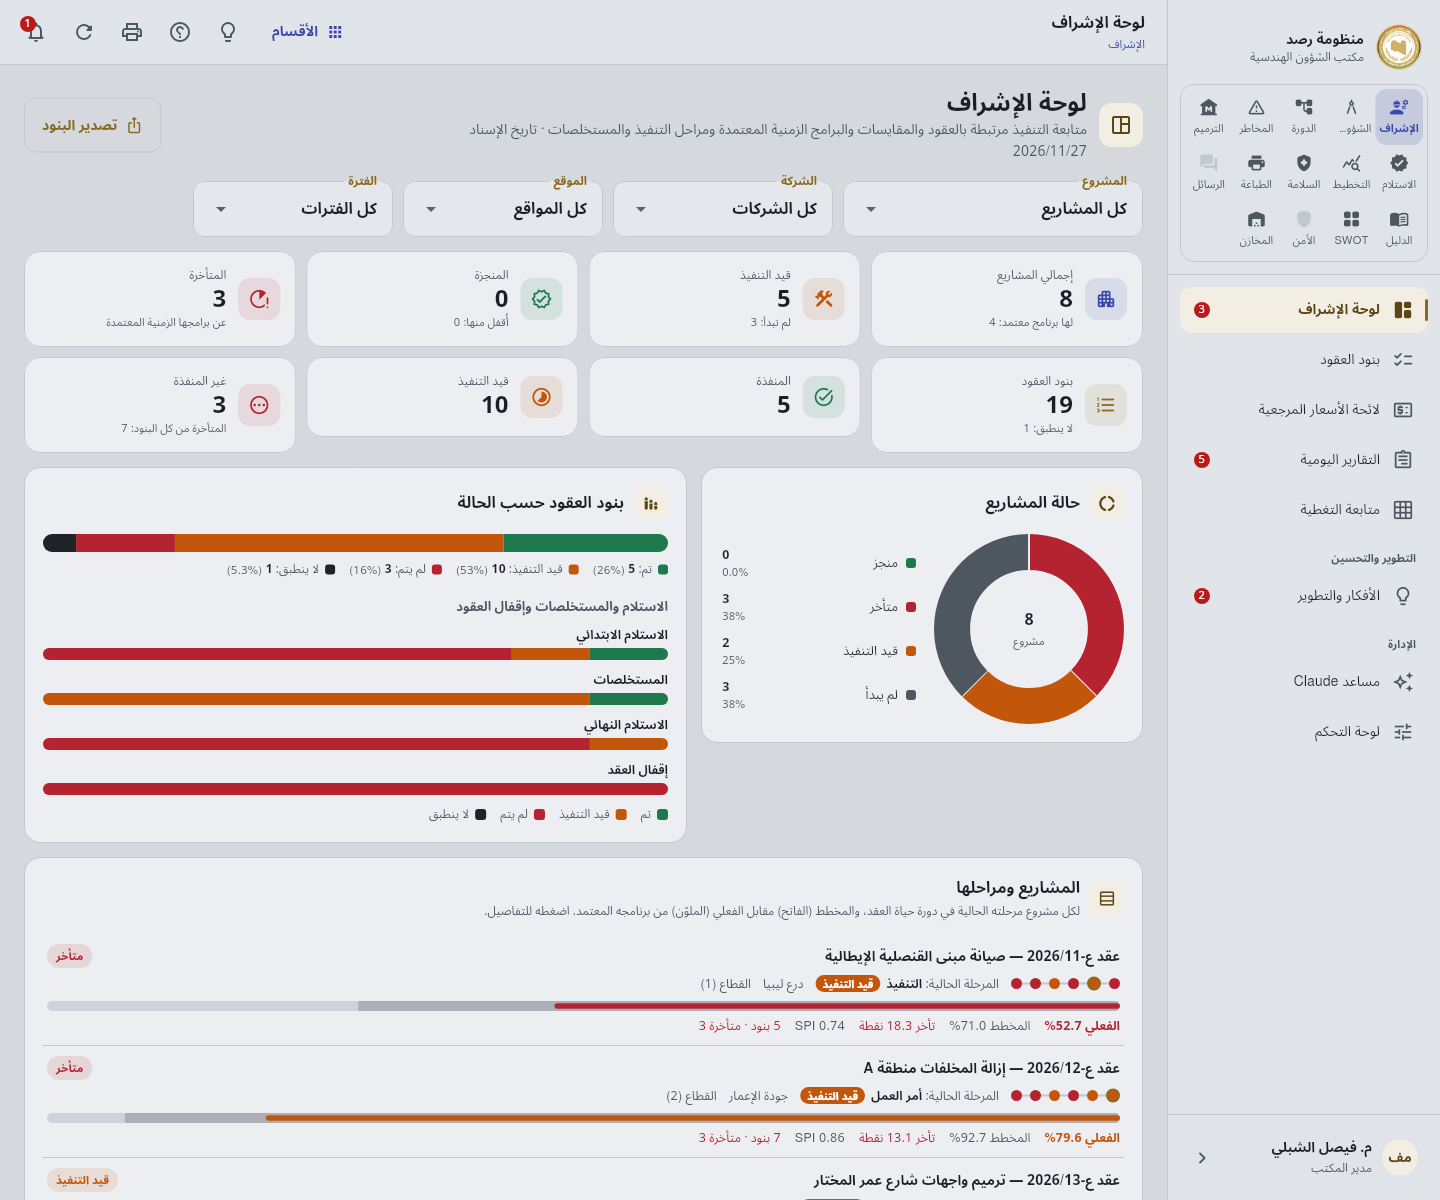 منظومة رصد
مكتب الشؤون الهندسية
الإشراف
الشؤو...
الدورة
المخاطر
الترميم
الاستلام
التخطيط
السلامة
الطباعة
الرسائل
الدليل
SWOT
الأمن
المخازن
لوحة الإشراف
3
بنود العقود
لائحة الأسعار المرجعية
التقارير اليومية
5
متابعة التغطية
التطوير والتحسين
الأفكار والتطوير
2
الإدارة
مساعد Claude
لوحة التحكم
مف
م. فيصل الشبلي
مدير المكتب
لوحة الإشراف
الإشراف
الأقسام
1
لوحة الإشراف
متابعة التنفيذ مرتبطة بالعقود والمقايسات والبرامج الزمنية المعتمدة ومراحل التنفيذ والمستخلصات · تاريخ الإسناد
2026/11/27
تصدير البنود
المشروع
كل المشاريع
الشركة
كل الشركات
الموقع
كل المواقع
الفترة
كل الفترات
إجمالي المشاريع
8
لها برنامج معتمد: 4
قيد التنفيذ
5
لم تبدأ: 3
المنجزة
0
أقفل منها: 0
المتأخرة
3
عن برامجها الزمنية المعتمدة
بنود العقود
19
لا ينطبق: 1
المنفذة
5
قيد التنفيذ
10
غير المنفذة
3
المتأخرة من كل البنود: 7
حالة المشاريع
8
مشروع
منجز
0
0.0%
متأخر
3
38%
قيد التنفيذ
2
25%
لم يبدأ
3
38%
بنود العقود حسب الحالة
تم: 5 (26%)
قيد التنفيذ: 10 (53%)
لم يتم: 3 (16%)
لا ينطبق: 1 (5.3%)
الاستلام والمستخلصات وإقفال العقود
الاستلام الابتدائي
المستخلصات
الاستلام النهائي
إقفال العقد
تم
قيد التنفيذ
لم يتم
لا ينطبق
المشاريع ومراحلها
لكل مشروع مرحلته الحالية في دورة حياة العقد، والمخطط (الفاتح) مقابل الفعلي (الملوّن) من برنامجه المعتمد. اضغطه للتفاصيل.
عقد ع-2026/11 — صيانة مبنى القنصلية الإيطالية
متأخر
المرحلة الحالية: التنفيذ قيد التنفيذ درع ليبيا القطاع (1)
الفعلي 52.7% المخطط 71.0% تأخر 18.3 نقطة SPI 0.74 5 بنود · متأخرة 3
عقد ع-2026/12 — إزالة المخلفات منطقة A
متأخر
المرحلة الحالية: أمر العمل قيد التنفيذ جودة الإعمار القطاع (2)
الفعلي 79.6% المخطط 92.7% تأخر 13.1 نقطة SPI 0.86 7 بنود · متأخرة 3
عقد ع-2026/13 — ترميم واجهات شارع عمر المختار
قيد التنفيذ